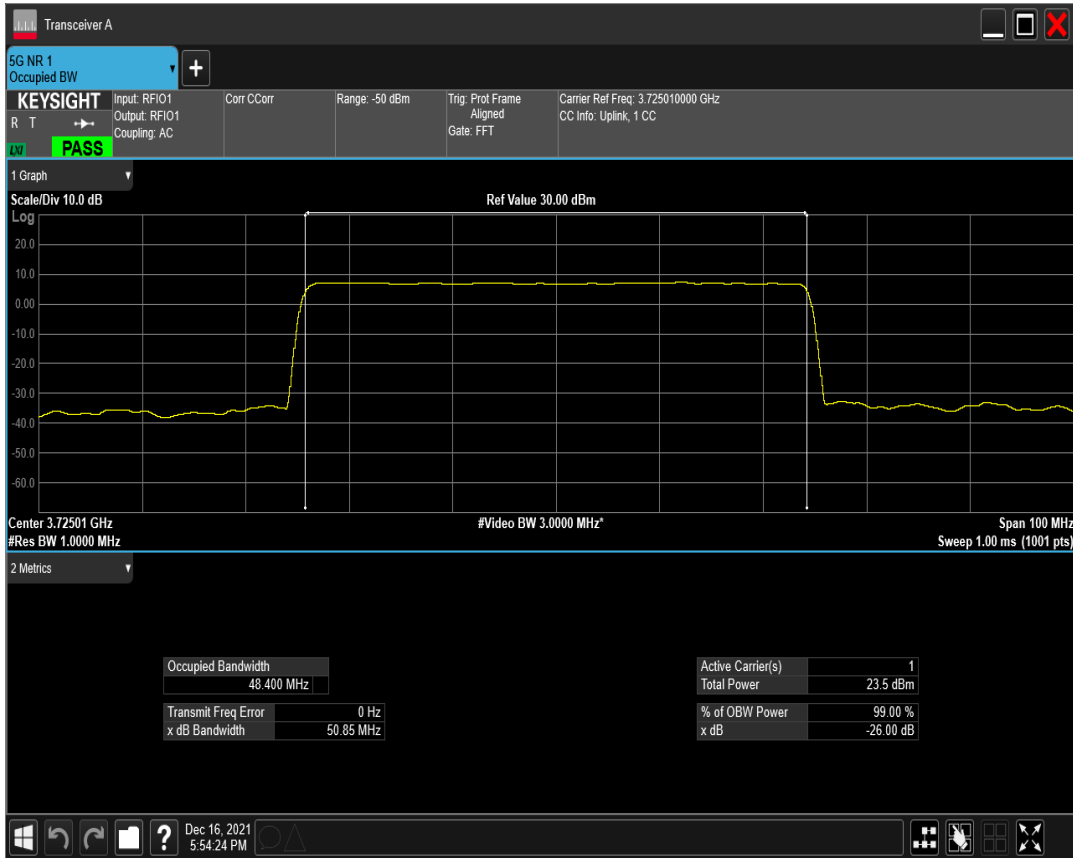 Transceiver A
5G NR 1
Occupied BW
KEYSIGHT
R T
LXI
PASS
Input: RFIO1
Output: RFIO1
Coupling: AC
Corr CCorr
Range: -50 dBm
Trig: Prot Frame
Aligned
Gate: FFT
Carrier Ref Freq: 3.725010000 GHz
CC Info: Uplink, 1 CC
1 Graph
Scale/Div 10.0 dB
Ref Value 30.00 dBm
Log
20.0
10.0
0.00
-10.0
-20.0
-30.0
-40.0
-50.0
-60.0
Center 3.72501 GHz
#Video BW 3.0000 MHz*
Span 100 MHz
#Res BW 1.0000 MHz
Sweep 1.00 ms (1001 pts)
2 Metrics
Occupied Bandwidth
48.400 MHz
Transmit Freq Error 0 Hz
x dB Bandwidth 50.85 MHz
Active Carrier(s) 1
Total Power 23.5 dBm
% of OBW Power 99.00 %
x dB -26.00 dB
?
Dec 16, 2021
5:54:24 PM